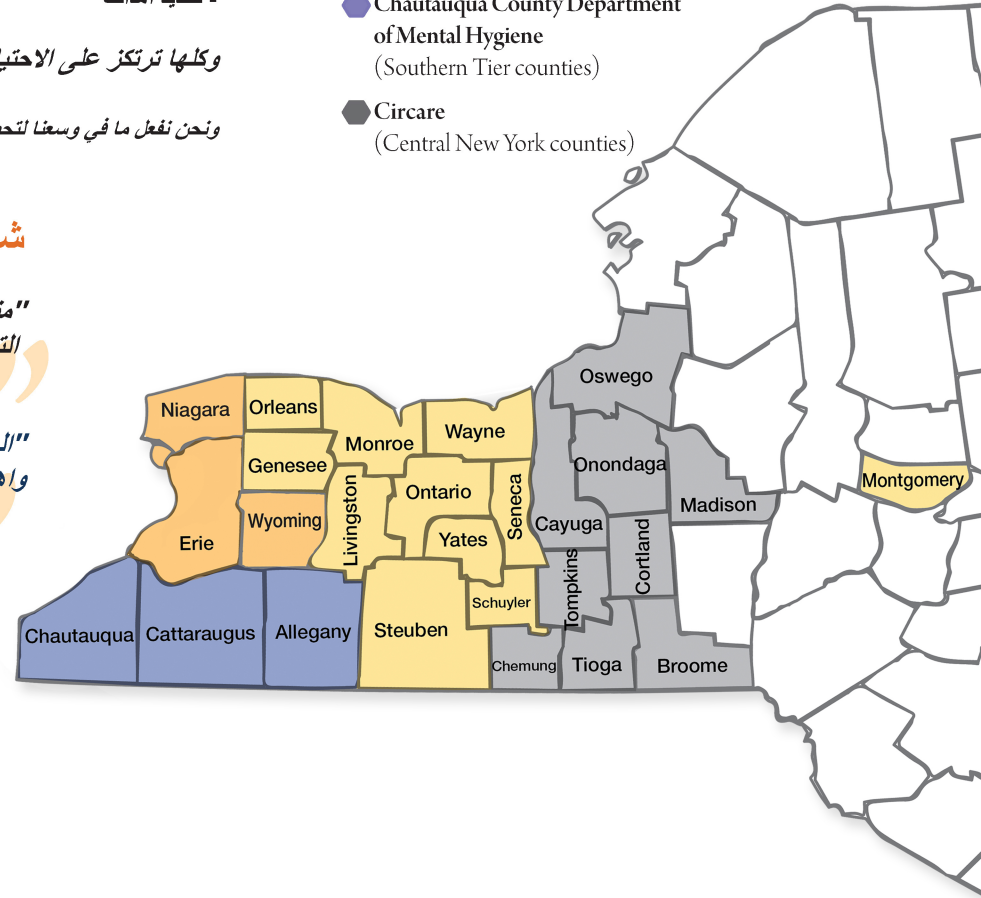 وكلها ترتكز على
ونحن نفعل ما في وسعنا
Chautauqua County Department
of Mental Hygiene
(Southern Tier counties)
Circare
(Central New York counties)
Oswego
Niagara
Orleans
Monroe
Wayne
Genesee
Onondaga
Montgomery
Ontario
Livingston
Seneca
Madison
Wyoming
Cayuga
Erie
Yates
Cortland
Tompkins
Schuyler
Chautauqua
Cattaraugus
Allegany
Steuben
Chemung
Tioga
Broome